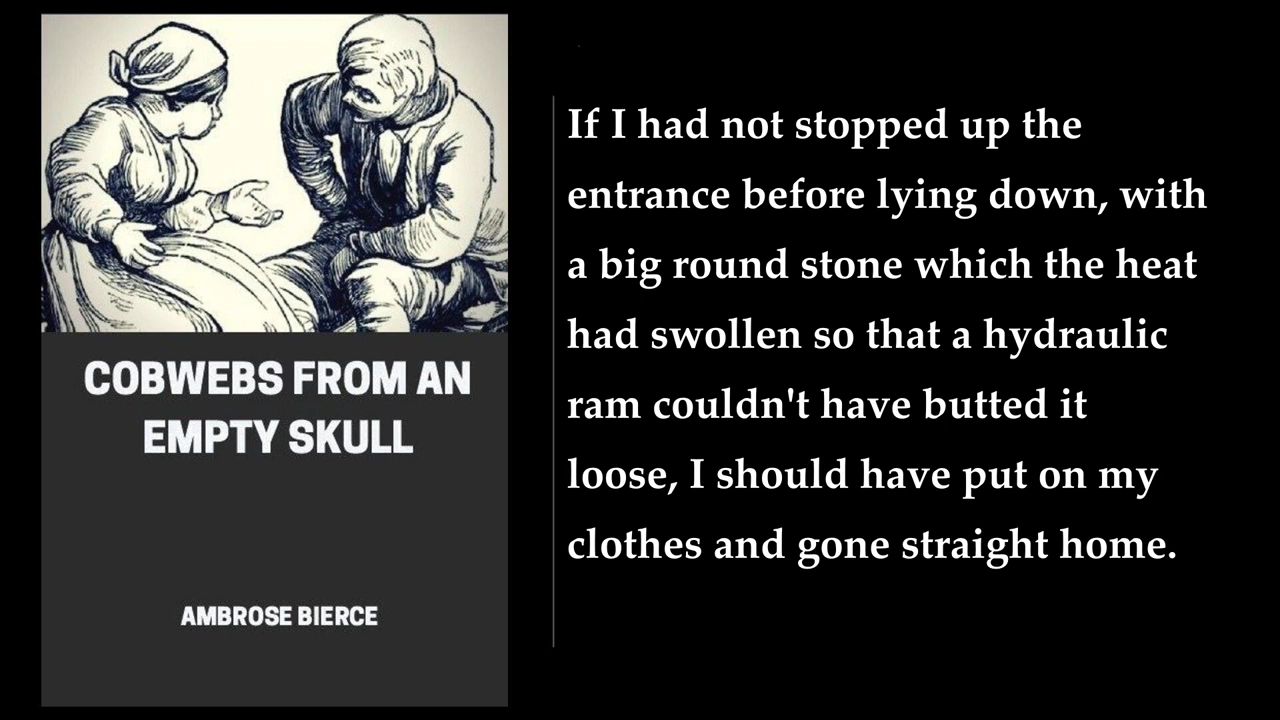 COBWEBS FROM AN
EMPTY SKULL
AMBROSE BIERCE
If I had not stopped up the
entrance before lying down, with
a big round stone which the heat
had swollen so that a hydraulic
ram couldn't have butted it
loose, I should have put on my
clothes and gone straight home.